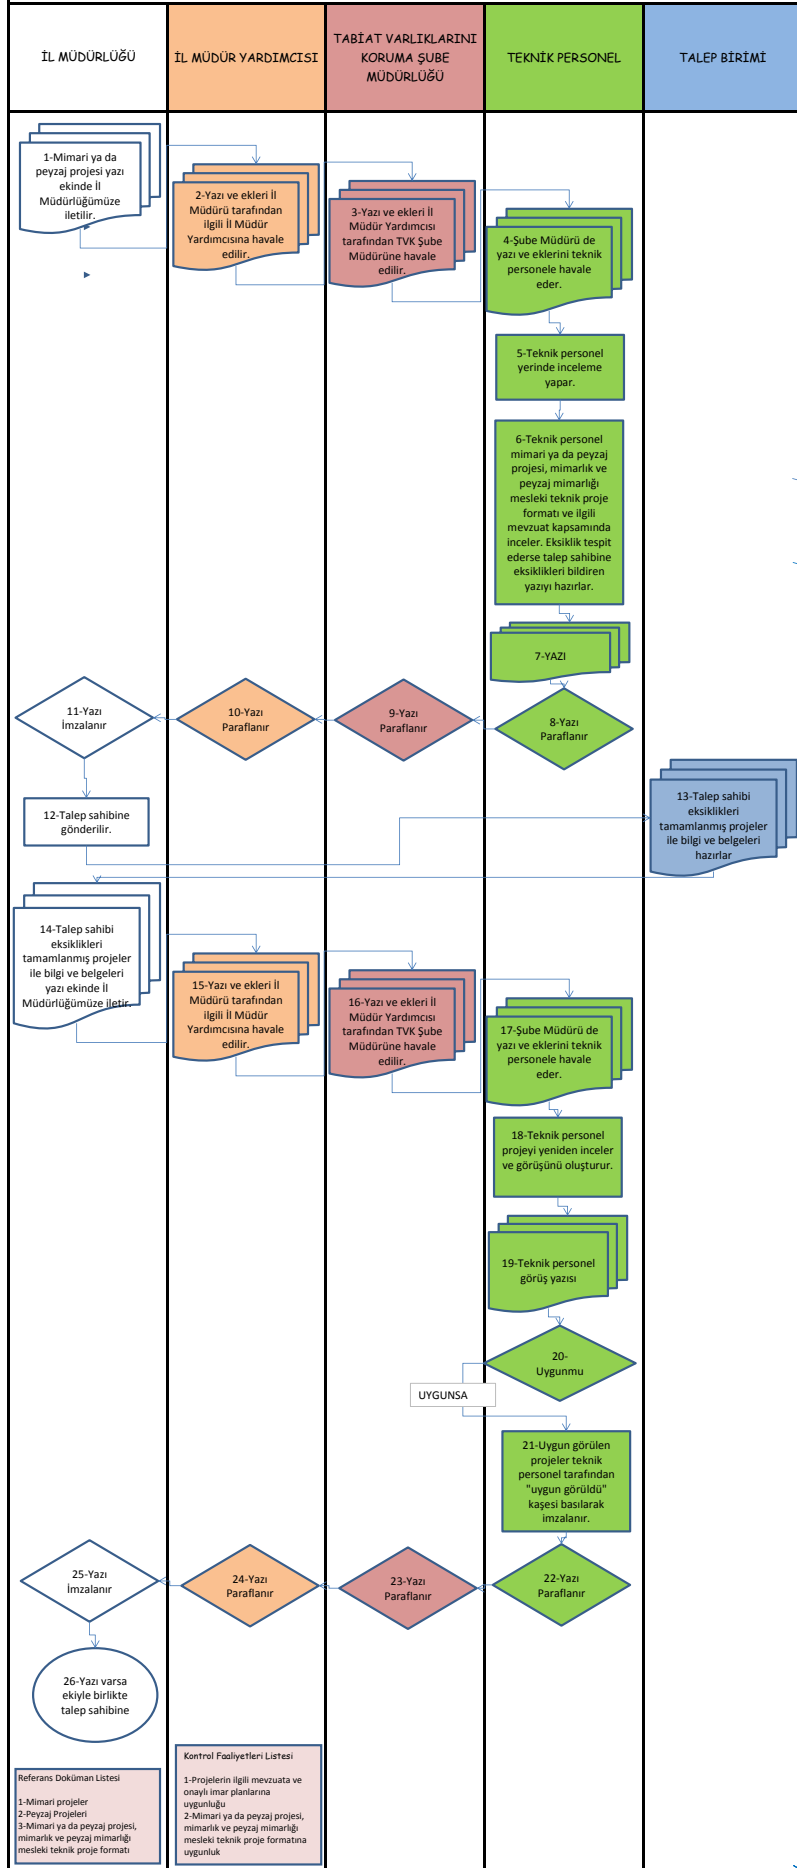 İL MÜDÜRLÜĞÜ
İL MÜDÜR YARDIMCISI
TABİAT VARLIKLARINI
KORUMA ŞUBE
MÜDÜRLÜĞÜ
TEKNİK PERSONEL
TALEP BİRİMİ
1-Mimari ya da
peyzaj projesi yazı
ekinde İl
Müdürlüğümüze
iletilir.
2-Yazı ve ekleri İl
Müdürü tarafından
ilgili İl Müdür
Yardımcısına havale
edilir.
3-Yazı ve ekleri İl
Müdür Yardımcısı
tarafından TVK Şube
Müdürüne havale
edilir.
4-Şube Müdürü de
yazı ve eklerini teknik
personele havale
eder.
5-Teknik personel
yerinde inceleme
yapar.
6-Teknik personel
mimari ya da peyzaj
projesi, mimarlık ve
peyzaj mimarlığı
mesleki teknik proje
formatı ve ilgili
mevzuat kapsamında
inceler. Eksiklik tespit
ederse talep sahibine
eksiklikleri bildiren
yazıyı hazırlar.
7-YAZI
8-Yazı
Paraflanır
9-Yazı
Paraflanır
10-Yazı
Paraflanır
11-Yazı
İmzalanır
12-Talep sahibine
gönderilir.
13-Talep sahibi
eksiklikleri
tamamlanmış projeler
ile bilgi ve belgeleri
hazırlar
14-Talep sahibi
eksiklikleri
tamamlanmış projeler
ile bilgi ve belgeleri
yazı ekinde İl
Müdürlüğümüze iletir.
15-Yazı ve ekleri İl
Müdürü tarafından
ilgili İl Müdür
Yardımcısına havale
edilir.
16-Yazı ve ekleri İl
Müdür Yardımcısı
tarafından TVK Şube
Müdürüne havale
edilir.
17-Şube Müdürü de
yazı ve eklerini teknik
personele havale
eder.
18-Teknik personel
projeyi yeniden inceler
ve görüşünü oluşturur.
19-Teknik personel
görüş yazısı
20-
Uygunmu
UYGUNSA
21-Uygun görülen
projeler teknik
personel tarafından
"uygun görüldü"
kaşesi basılarak
imzalanır.
22-Yazı
Paraflanır
23-Yazı
Paraflanır
24-Yazı
Paraflanır
25-Yazı
İmzalanır
26-Yazı varsa
ekiyle birlikte
talep sahibine
Referans Doküman Listesi
1-Mimari projeler
2-Peyzaj Projeleri
3-Mimari ya da peyzaj projesi,
mimarlık ve peyzaj mimarlığı
mesleki teknik proje formatı
Kontrol Faaliyetleri Listesi
1-Projelerin ilgili mevzuata ve
onaylı imar planlarına
uygunluğu
2-Mimari ya da peyzaj projesi,
mimarlık ve peyzaj mimarlığı
mesleki teknik proje formatına
uygunluk